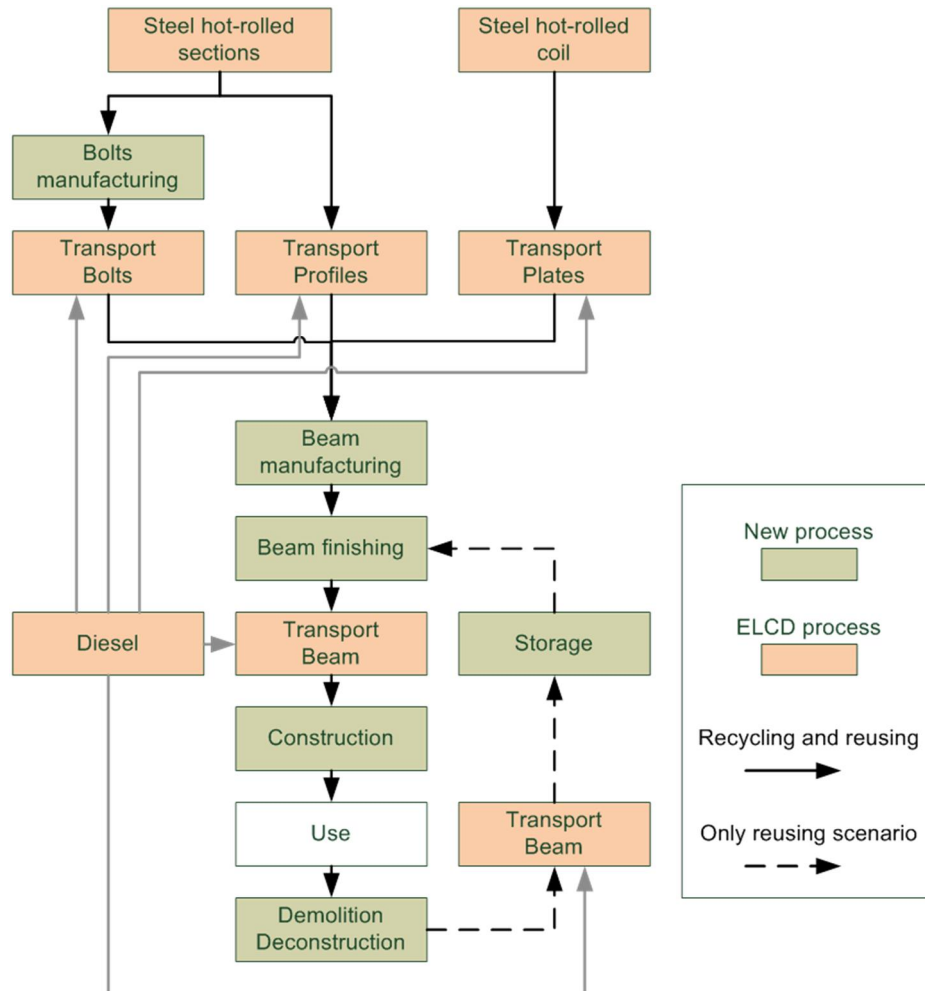 Steel hot-rolled
sections
Steel hot-rolled
coil
Bolts
manufacturing
Transport
Bolts
Transport
Profiles
Transport
Plates
Beam
manufacturing
Beam finishing
Diesel
Transport
Beam
Storage
Construction
Use
Transport
Beam
Demolition
Deconstruction
New process
ELCD process
Recycling and reusing
Only reusing scenario